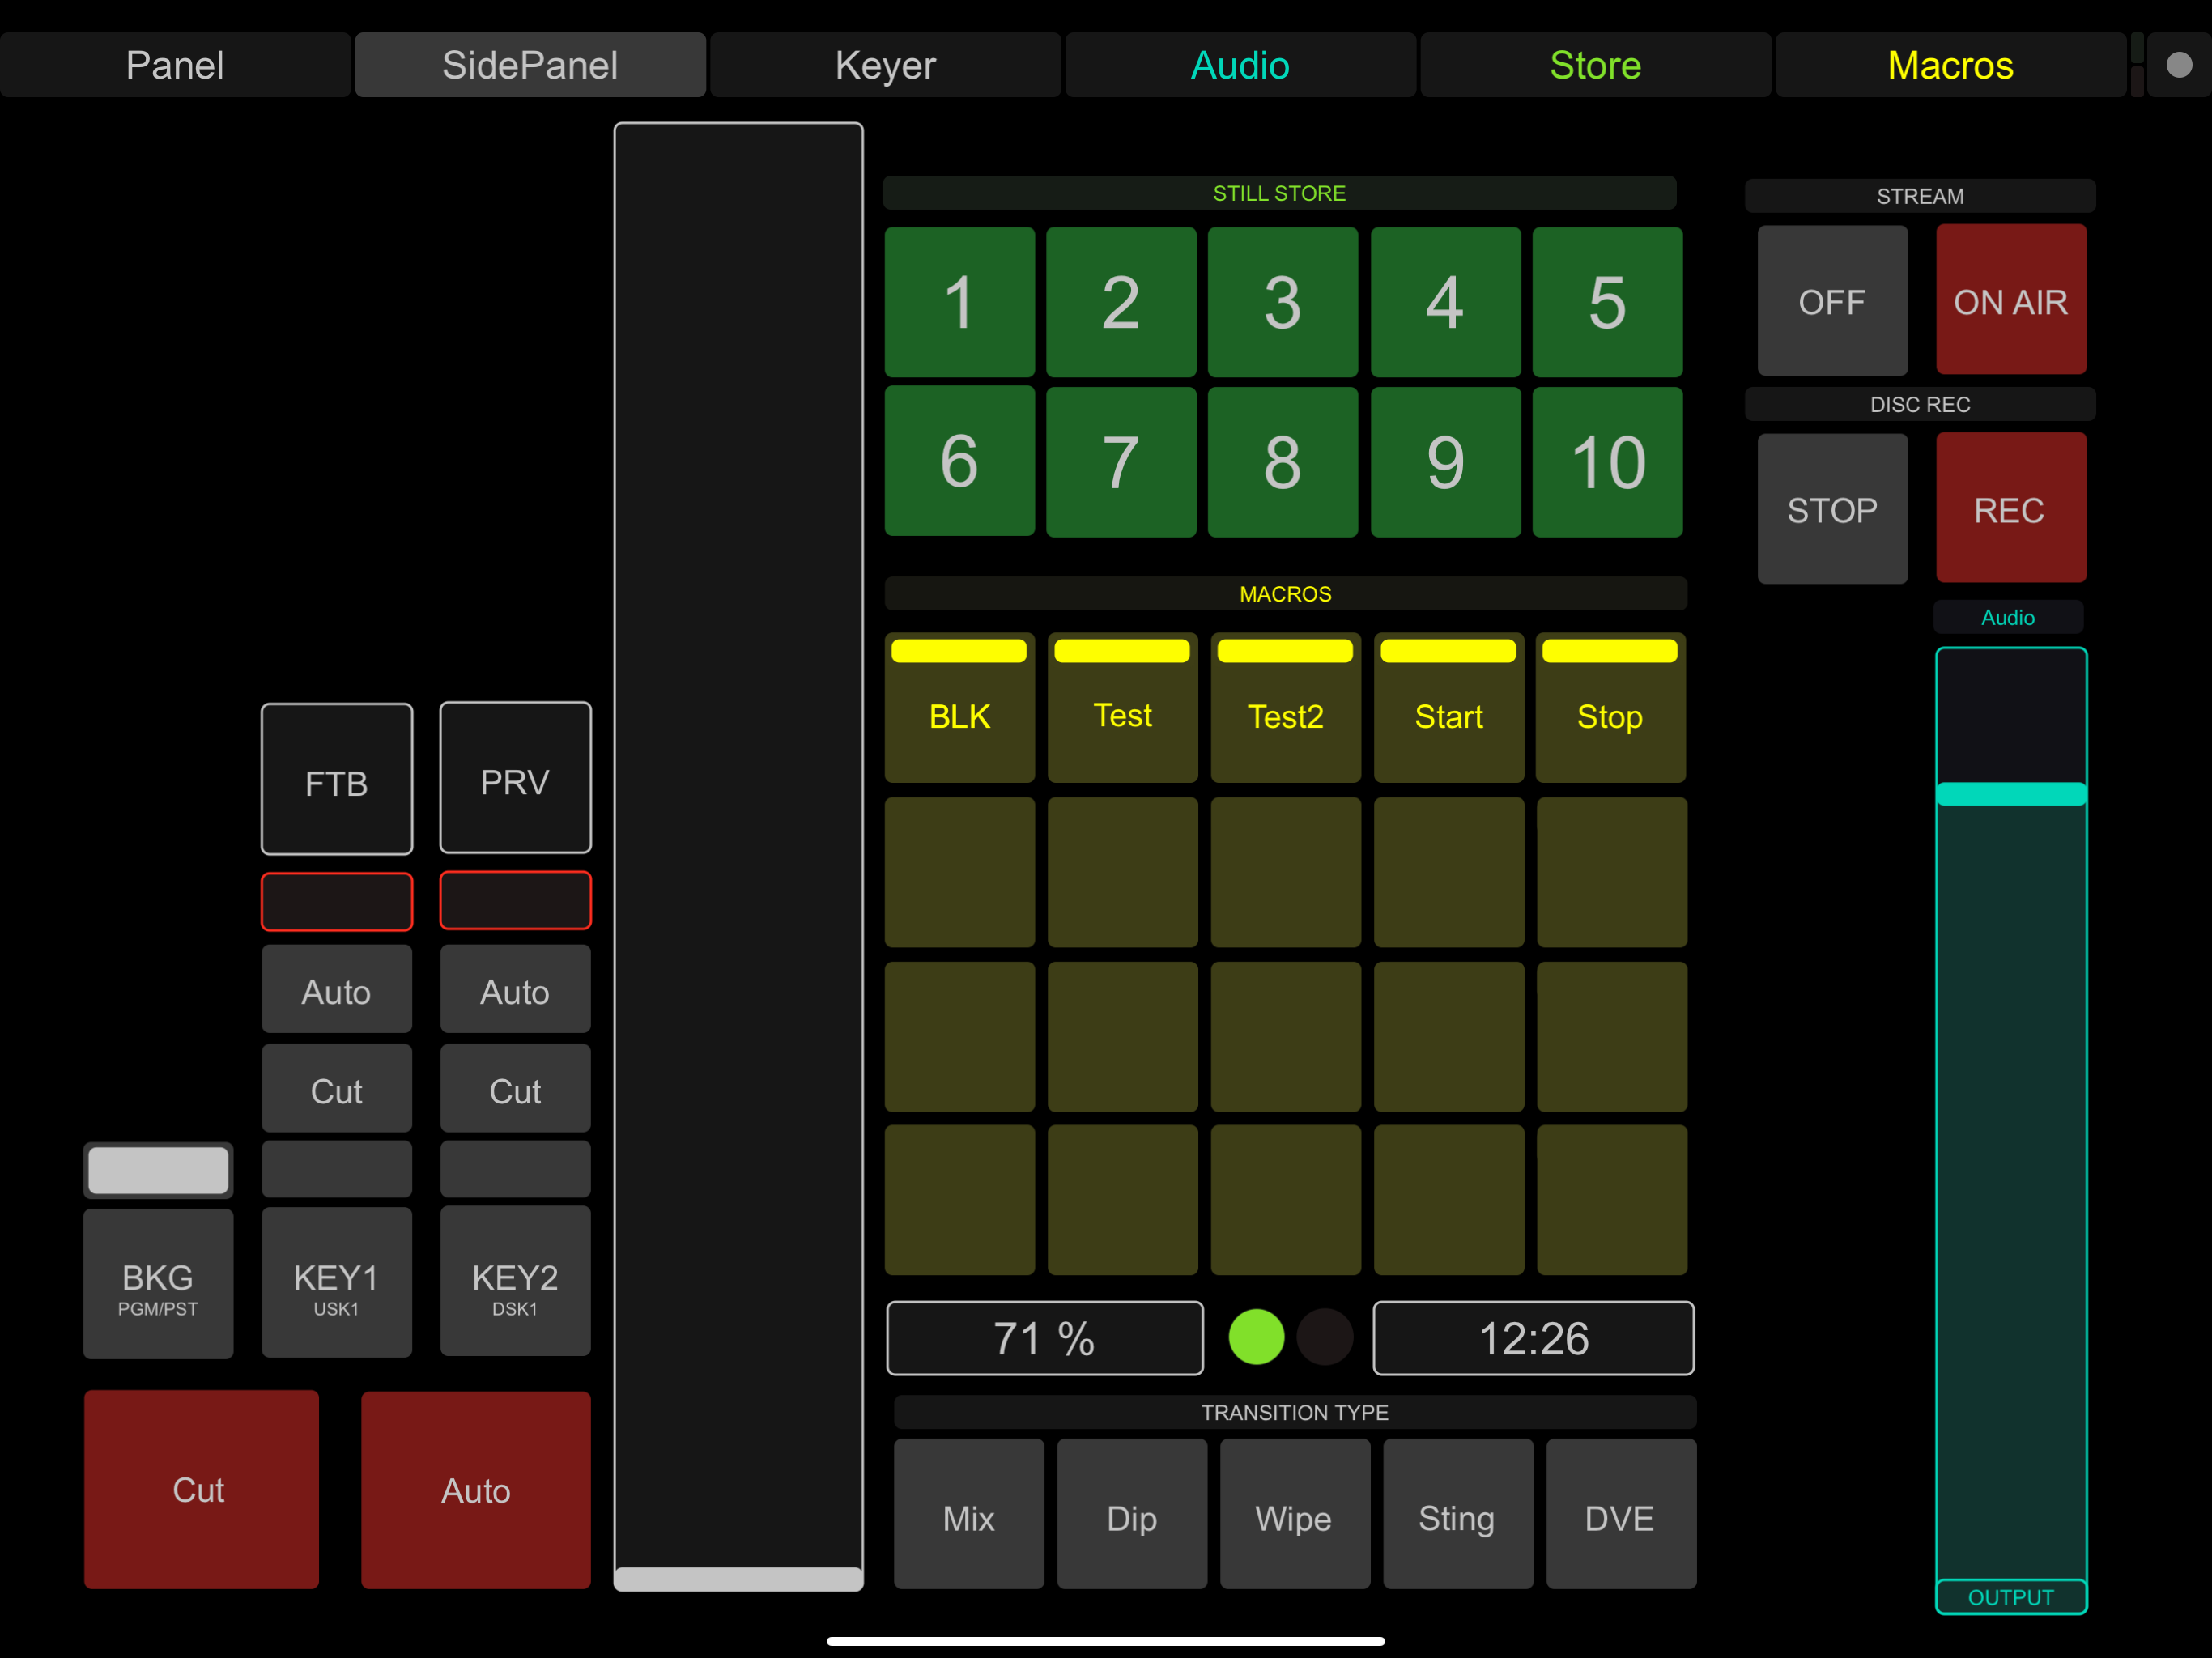 Panel SidePanel Keyer Audio Store Macros
STILL STORE
1 2 3 4 5
6 7 8 9 10
STREAM
OFF ON AIR
DISC REC
STOP REC
MACROS
BLK Test Test2 Start Stop
Audio
FTB PRV
Auto Auto
Cut Cut
BKG KEY1 KEY2
PGM/PST USK1 DSK1
Cut Auto
71 % 12:26
TRANSITION TYPE
Mix Dip Wipe Sting DVE
OUTPUT